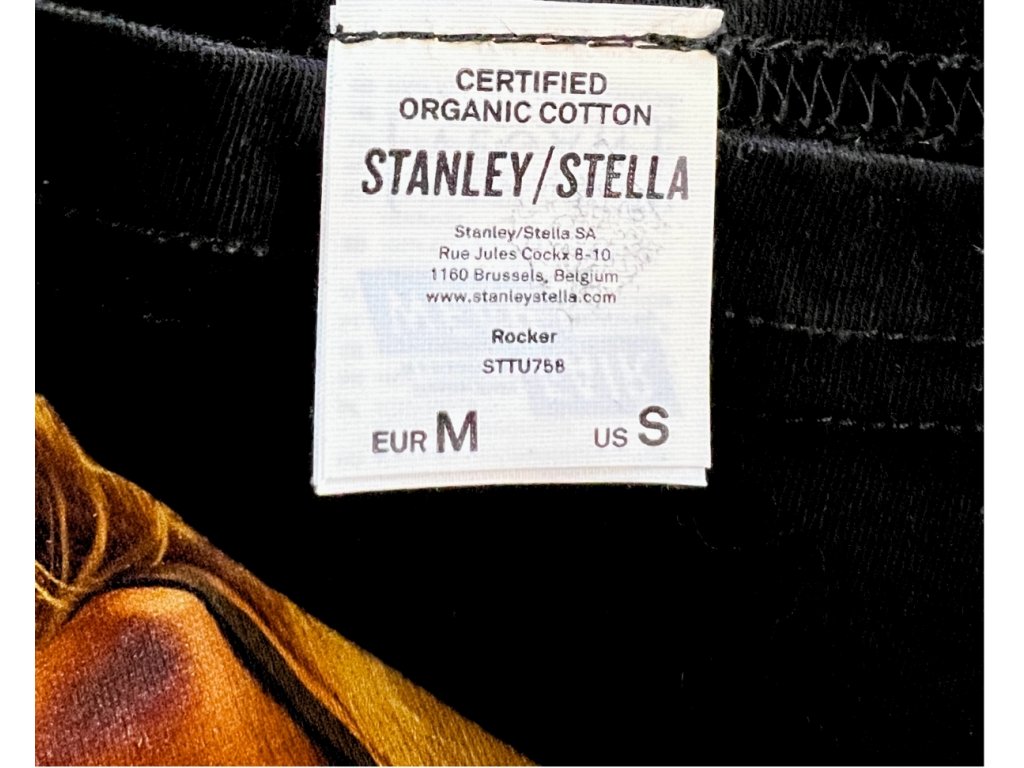 CERTIFIED
ORGANIC COTTON
STANLEY/STELLA
Stanley/Stella SA
Rue Jules Cockx 8-10
1160 Brussels, Belgium
www.stanleystella.com
Rocker
STTU758
EUR M US S